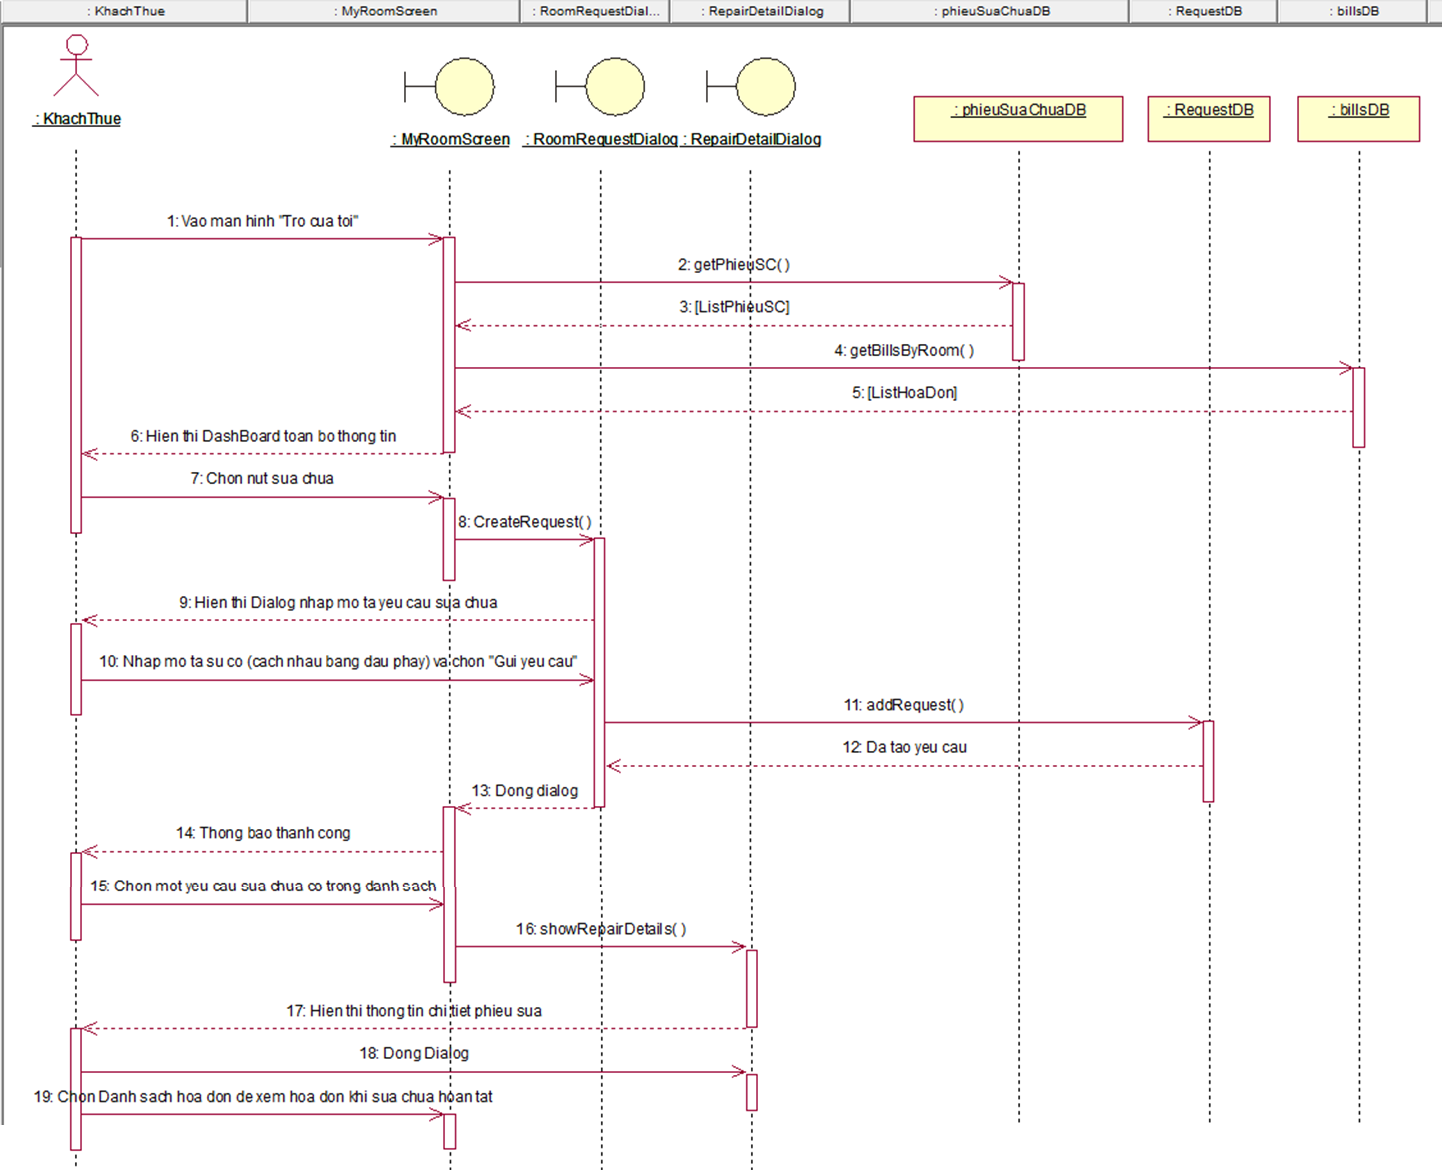 : KhachThue
: MyRoomScreen
: RoomRequestDial...
: RepairDetailDialog
: phieuSuaChuaDB
: RequestDB
: billsDB
: KhachThue
: MyRoomScreen
: RoomRequestDialog
: RepairDetailDialog
: phieuSuaChuaDB
: RequestDB
: billsDB
1: Vao man hinh "Tro cua toi"
2: getPhieuSC( )
3: [ListPhieuSC]
4: getBillsByRoom( )
5: [ListHoaDon]
6: Hien thi DashBoard toan bo thong tin
7: Chon nut sua chua
8: CreateRequest( )
9: Hien thi Dialog nhap mo ta yeu cau sua chua
10: Nhap mo ta su co (cach nhau bang dau phay) va chon "Gui yeu cau"
11: addRequest( )
12: Da tao yeu cau
13: Dong dialog
14: Thong bao thanh cong
15: Chon mot yeu cau sua chua co trong danh sach
16: showRepairDetails( )
17: Hien thi thong tin chi tiet phieu sua
18: Dong Dialog
19: Chon Danh sach hoa don de xem hoa don khi sua chua hoan tat